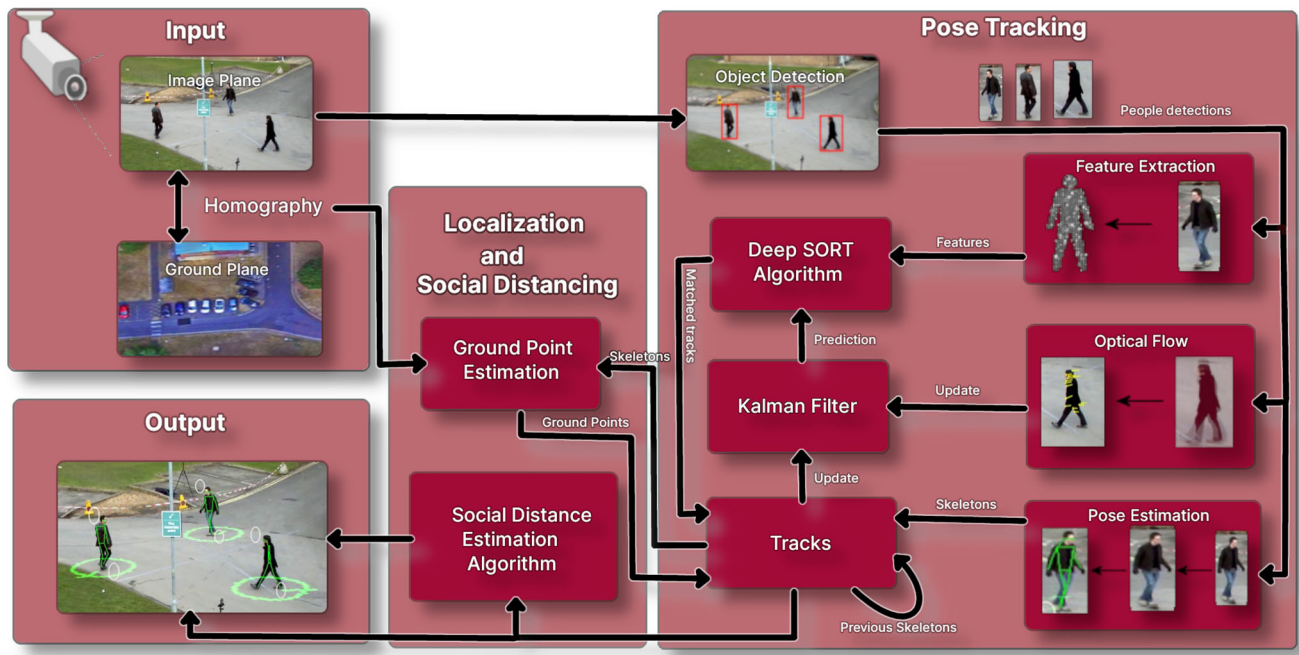 Input
Image Plane
Homography
Ground Plane
Localization
and
Social Distancing
Ground Point
Estimation
Ground Points
Social Distance
Estimation
Algorithm
Output
Pose Tracking
Object Detection
People detections
Feature Extraction
Features
Deep SORT
Algorithm
Matched tracks
Prediction
Optical Flow
Update
Kalman Filter
Update
Skeletons
Pose Estimation
Skeletons
Tracks
Previous Skeletons